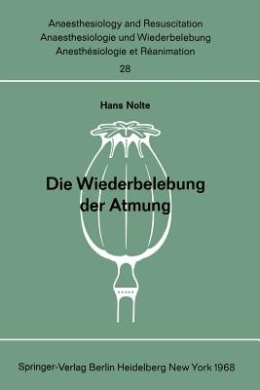 Anaesthesiology and Resuscitation
Anaesthesiologie und Wiederbelebung
Anesthésiologie et Réanimation
28
Hans Nolte
Die Wiederbelebung
der Atmung
Springer-Verlag Berlin Heidelberg New York 1968